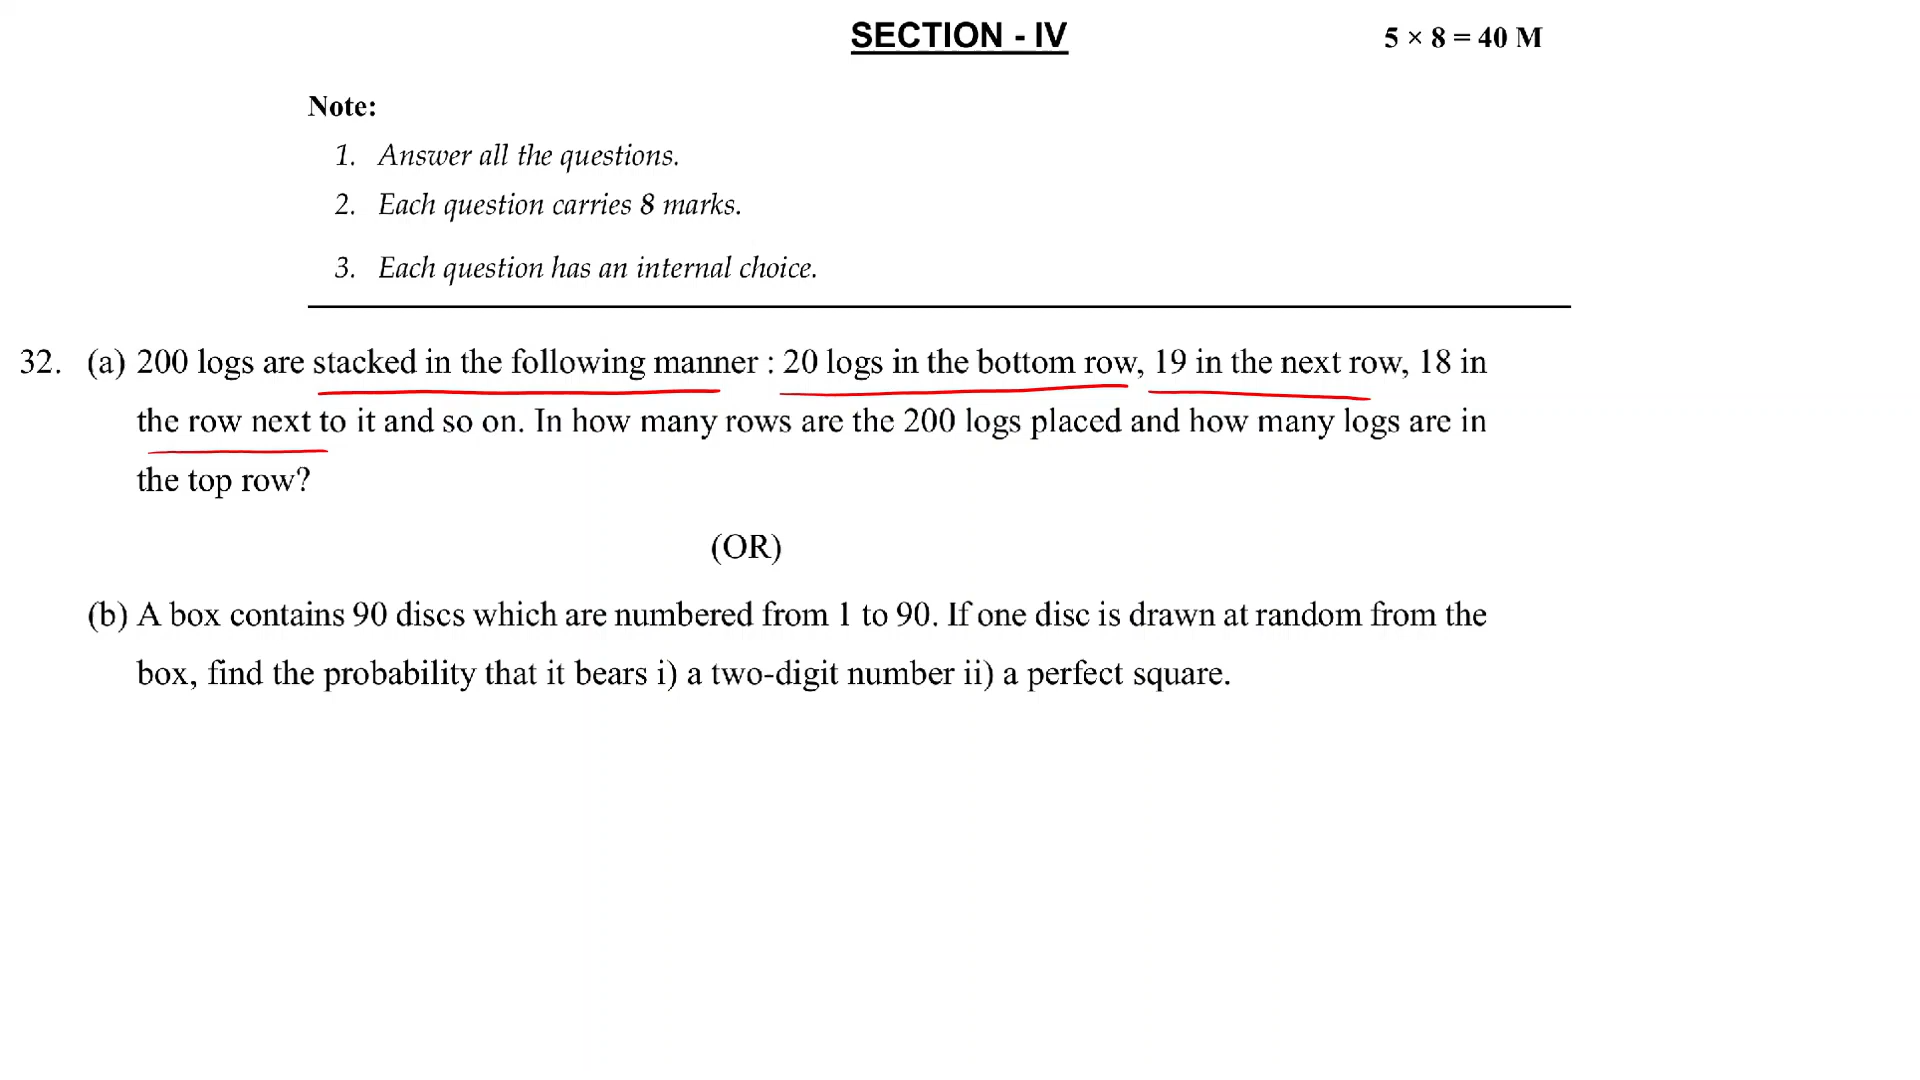 SECTION - IV
5 × 8 = 40 M
Note:
1. Answer all the questions.
2. Each question carries 8 marks.
3. Each question has an internal choice.
32. (a) 200 logs are stacked in the following manner : 20 logs in the bottom row, 19 in the next row, 18 in
the row next to it and so on. In how many rows are the 200 logs placed and how many logs are in
the top row?
(OR)
(b) A box contains 90 discs which are numbered from 1 to 90. If one disc is drawn at random from the
box, find the probability that it bears i) a two-digit number ii) a perfect square.